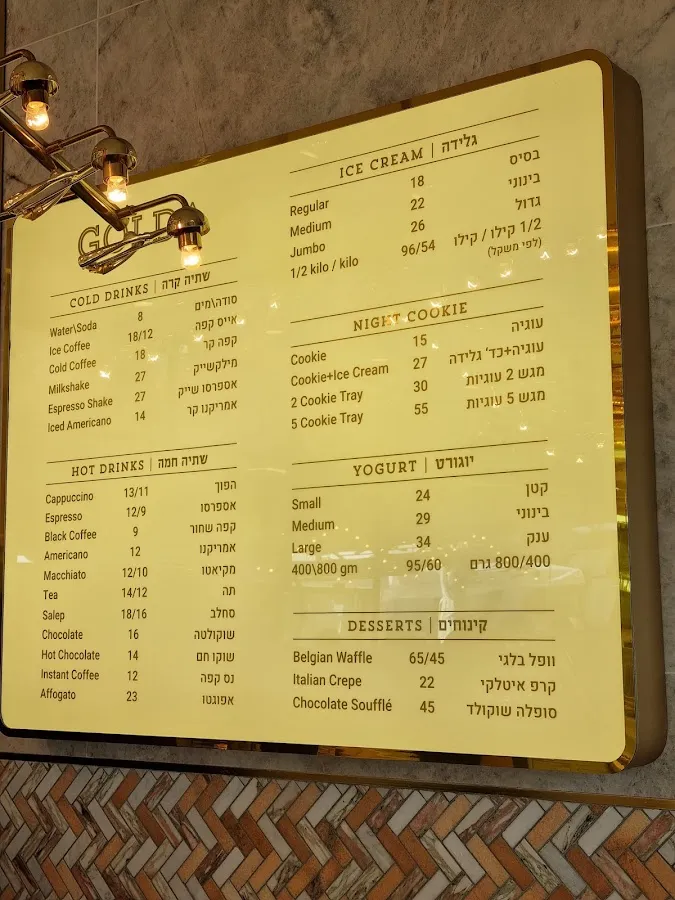 GOLDA
COLD DRINKS | שתיה קרה
Water\Soda 8 סודה\מים
Ice Coffee 18/12 אייס קפה
Cold Coffee 18 קפה קר
Milkshake 27 מילקשייק
Espresso Shake 27 אספרסו שייק
Iced Americano 14 אמריקנו קר
HOT DRINKS | שתיה חמה
Cappuccino 13/11 הפוך
Espresso 12/9 אספרסו
Black Coffee 9 קפה שחור
Americano 12 אמריקנו
Macchiato 12/10 מקיאטו
Tea 14/12 תה
Salep 18/16 סחלב
Chocolate 16 שוקולטה
Hot Chocolate 14 שוקו חם
Instant Coffee 12 נס קפה
Affogato 23 אפוגטו
ICE CREAM | גלידה
Regular 18 בסיס
Medium 22 בינוני
Jumbo 26 גדול
1/2 kilo / kilo 96/54 1/2 קילו / קילו
(לפי משקל)
NIGHT COOKIE
Cookie 15 עוגיה
Cookie+Ice Cream 27 עוגיה+כד' גלידה
2 Cookie Tray 30 מגש 2 עוגיות
5 Cookie Tray 55 מגש 5 עוגיות
YOGURT | יוגורט
Small 24 קטן
Medium 29 בינוני
Large 34 ענק
400\800 gm 95/60 800/400 גרם
DESSERTS | קינוחים
Belgian Waffle 65/45 וופל בלגי
Italian Crepe 22 קרפ איטלקי
Chocolate Soufflé 45 סופלה שוקולד